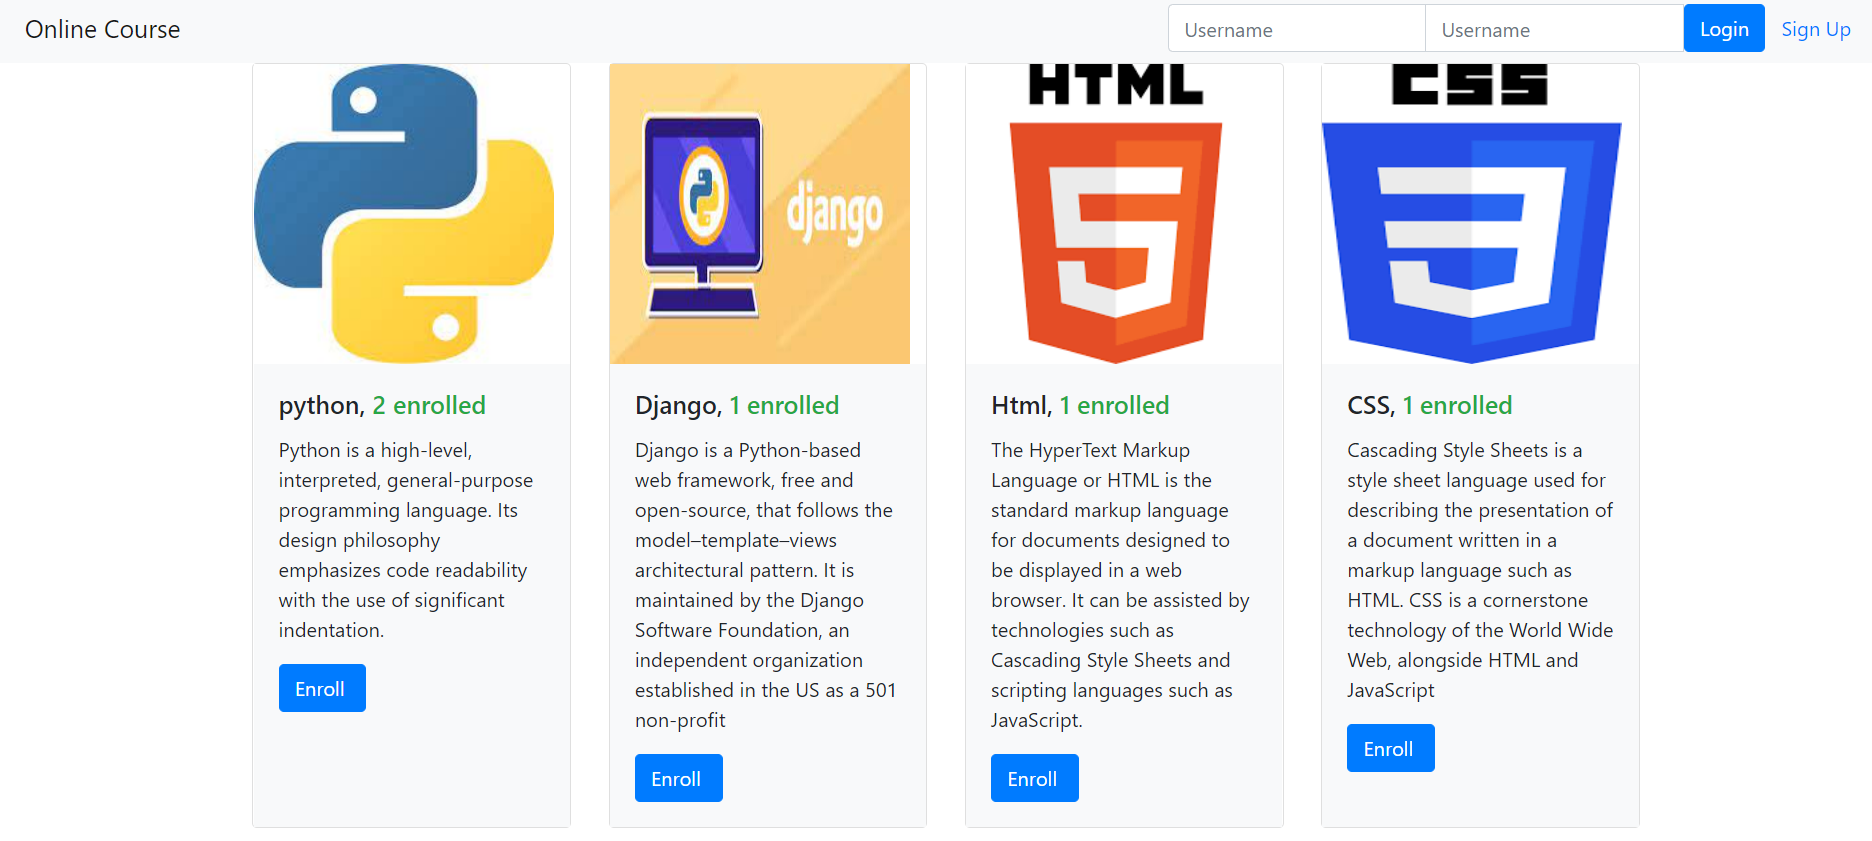 Online Course
Username
Username
Login
Sign Up
django
HTML
CSS
python, 2 enrolled
Python is a high-level,
interpreted, general-purpose
programming language. Its
design philosophy
emphasizes code readability
with the use of significant
indentation.
Enroll
Django, 1 enrolled
Django is a Python-based
web framework, free and
open-source, that follows the
model–template–views
architectural pattern. It is
maintained by the Django
Software Foundation, an
independent organization
established in the US as a 501
non-profit
Enroll
Html, 1 enrolled
The HyperText Markup
Language or HTML is the
standard markup language
for documents designed to
be displayed in a web
browser. It can be assisted by
technologies such as
Cascading Style Sheets and
scripting languages such as
JavaScript.
Enroll
CSS, 1 enrolled
Cascading Style Sheets is a
style sheet language used for
describing the presentation of
a document written in a
markup language such as
HTML. CSS is a cornerstone
technology of the World Wide
Web, alongside HTML and
JavaScript
Enroll